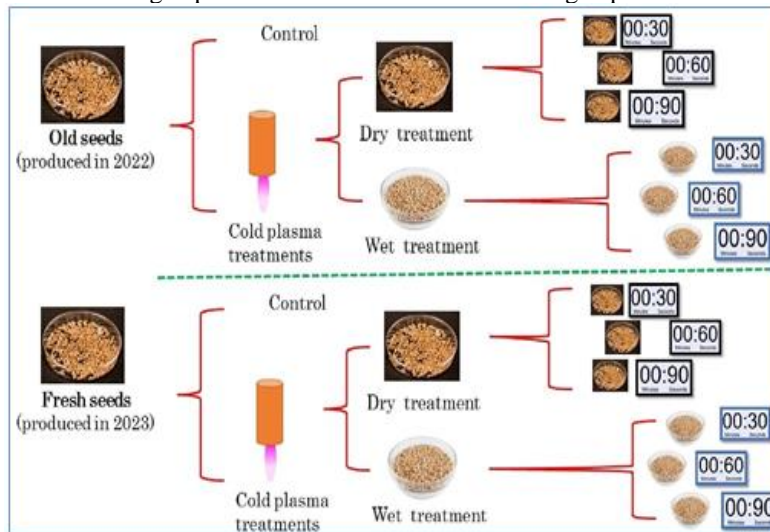 Control
00:30
00:60
Old seeds
(produced in 2022)
Dry treatment
00:90
00:30
00:60
Cold plasma
treatments
Wet treatment
00:90
Control
00:30
00:60
00:90
Fresh seeds
(produced in 2023)
Dry treatment
00:30
00:60
Cold plasma
treatments
Wet treatment
00:90